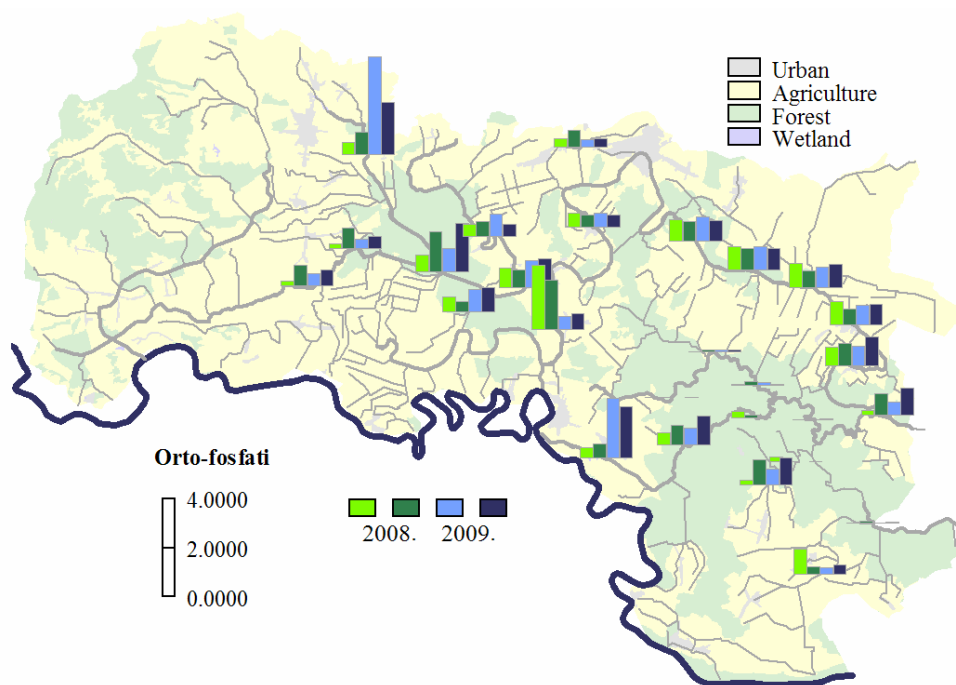 Urban
Agriculture
Forest
Wetland
Orto-fosfati
4.0000
2.0000
0.0000
2008. 2009.